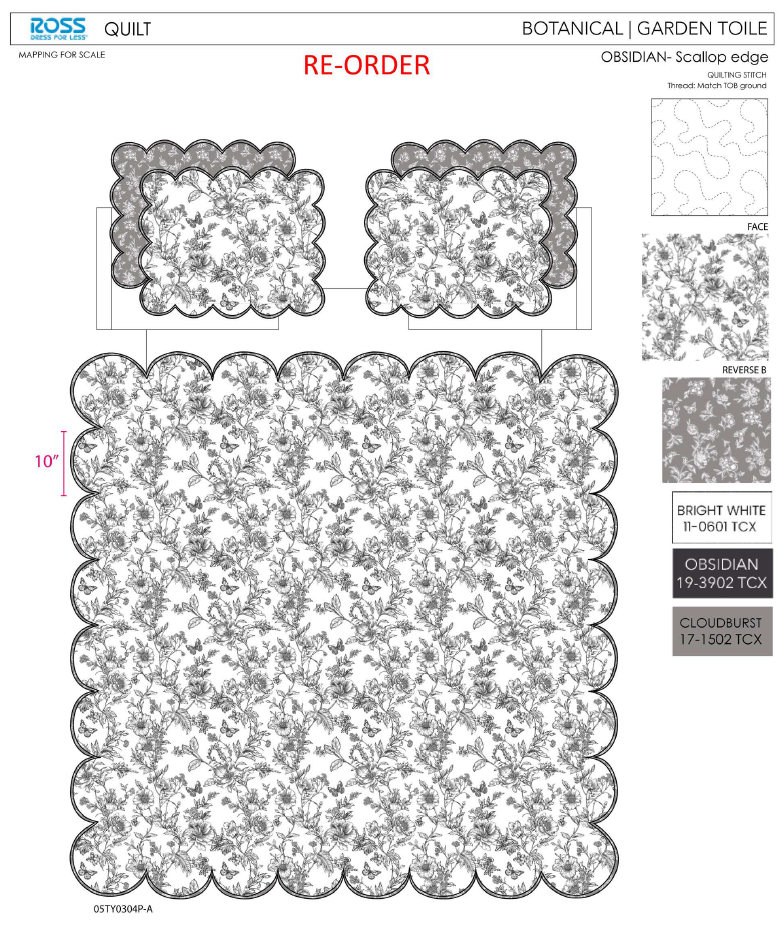 ROSS
DRESS FOR LESS®
QUILT
BOTANICAL | GARDEN TOILE
MAPPING FOR SCALE
RE-ORDER
OBSIDIAN- Scallop edge
QUILTING STITCH
Thread: Match TOB ground
FACE
REVERSE B
10"
BRIGHT WHITE
11-0601 TCX
OBSIDIAN
19-3902 TCX
CLOUDBURST
17-1502 TCX
05TY0304P-A